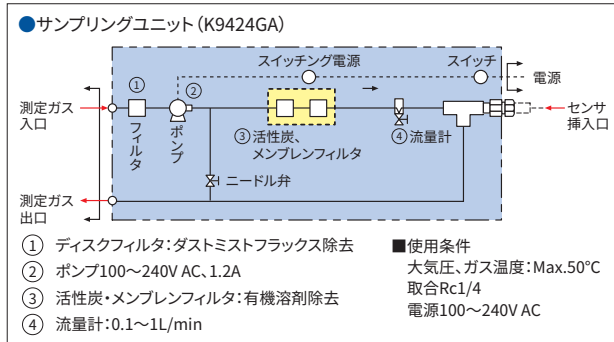 ●サンプリングユニット(K9424GA)
スイッチング電源
スイッチ
電源
①
②
測定ガス
入口
フィルタ
ポンプ
③活性炭、
メンブレンフィルタ
④流量計
センサ
挿入口
ニードル弁
測定ガス
出口
① ディスクフィルタ:ダストミストフラックス除去
② ポンプ100〜240V AC、1.2A
③ 活性炭・メンブレンフィルタ:有機溶剤除去
④ 流量計:0.1〜1L/min
■使用条件
大気圧、ガス温度:Max.50°C
取合Rc1/4
電源100〜240V AC